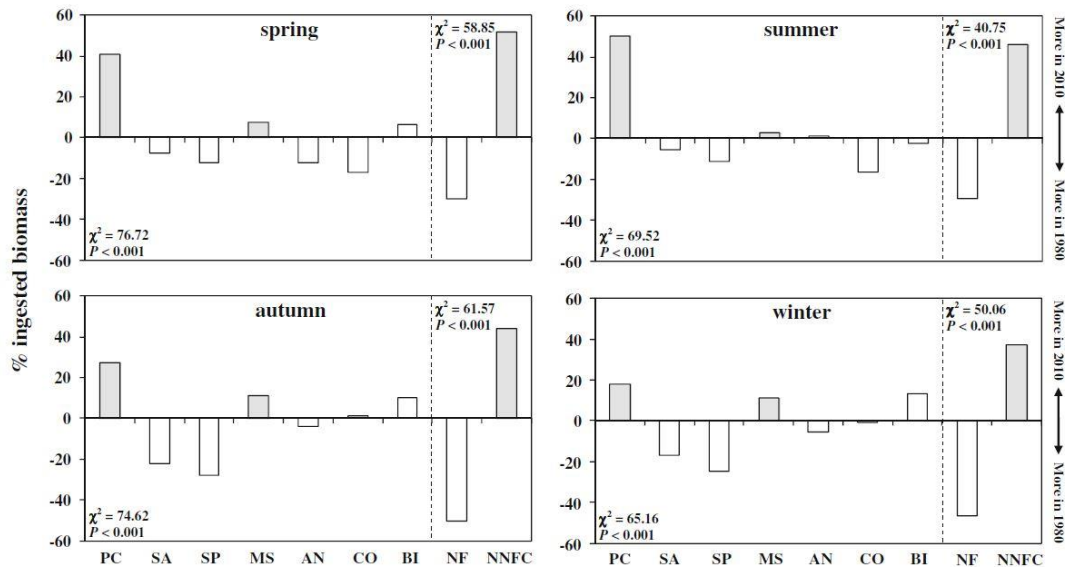 % ingested biomass
spring
χ² = 58.85
P < 0.001
60
40
20
0
-20
-40
-60
χ² = 76.72
P < 0.001
summer
χ² = 40.75
P < 0.001
60
40
20
0
-20
-40
-60
χ² = 69.52
P < 0.001
More in 2010
More in 1980
autumn
χ² = 61.57
P < 0.001
60
40
20
0
-20
-40
-60
χ² = 74.62
P < 0.001
PC SA SP MS AN CO BI NF NNFC
winter
χ² = 50.06
P < 0.001
60
40
20
0
-20
-40
-60
χ² = 65.16
P < 0.001
PC SA SP MS AN CO BI NF NNFC
More in 2010
More in 1980